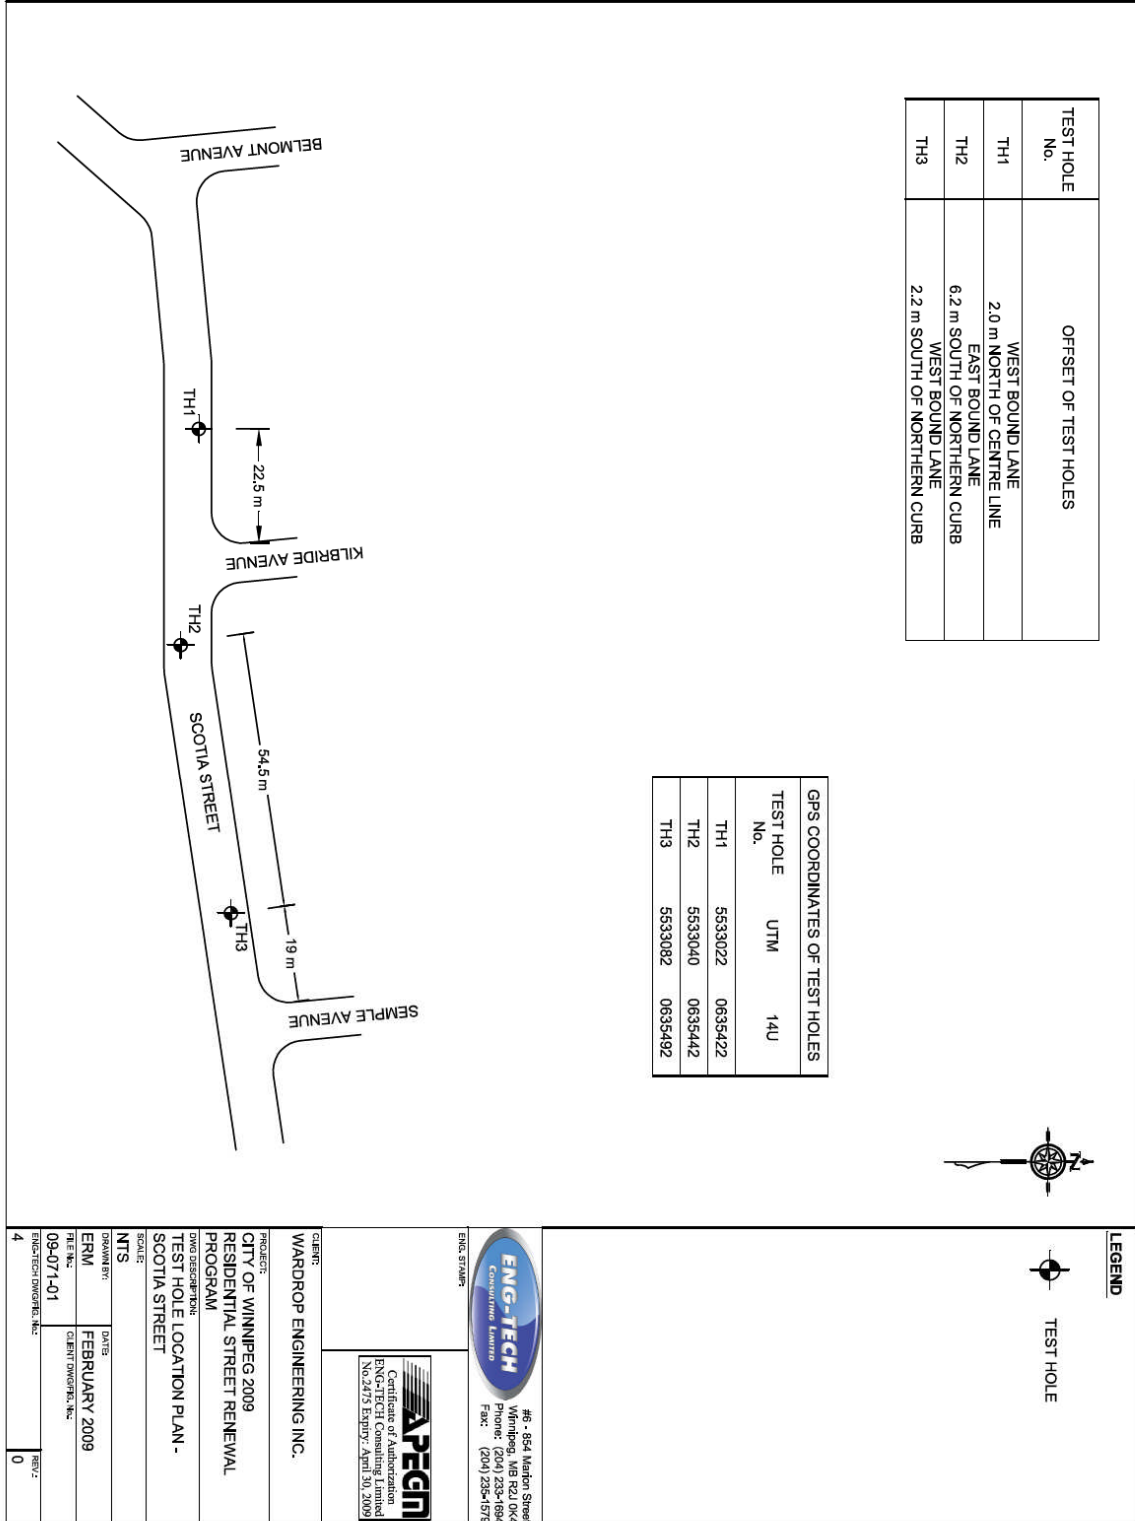 TEST HOLE
No.
OFFSET OF TEST HOLES
TH1
WEST BOUND LANE
2.0 m NORTH OF CENTRE LINE
TH2
EAST BOUND LANE
6.2 m SOUTH OF NORTHERN CURB
TH3
WEST BOUND LANE
2.2 m SOUTH OF NORTHERN CURB
GPS COORDINATES OF TEST HOLES
TEST HOLE
No.
UTM 14U
TH1 5533022 0635422
TH2 5533040 0635442
TH3 5533082 0635492
N
BELMONT AVENUE
KILBRIDE AVENUE
SEMPLE AVENUE
22.5 m
54.5 m
19 m
TH1
TH2
TH3
SCOTIA STREET
LEGEND
TEST HOLE
ENG-TECH
CONSULTING LIMITED
#6 - 854 Marion Street
Winnipeg, MB R2J 0K4
Phone: (204) 233-1694
Fax: (204) 235-1579
ENG. STAMP:
APEGM
Certificate of Authorization
ENG-TECH Consulting Limited
No.2475 Expiry: April 30, 2009
CLIENT:
WARDROP ENGINEERING INC.
PROJECT:
CITY OF WINNIPEG 2009
RESIDENTIAL STREET RENEWAL
PROGRAM
DWG DESCRIPTION:
TEST HOLE LOCATION PLAN -
SCOTIA STREET
SCALE:
NTS
DRAWN BY:
ERM
DATE:
FEBRUARY 2009
FILE No.:
09-071-01
CLIENT DWG/FIG. No.:
ENG-TECH DWG/FIG. No.:
4
REV.:
0